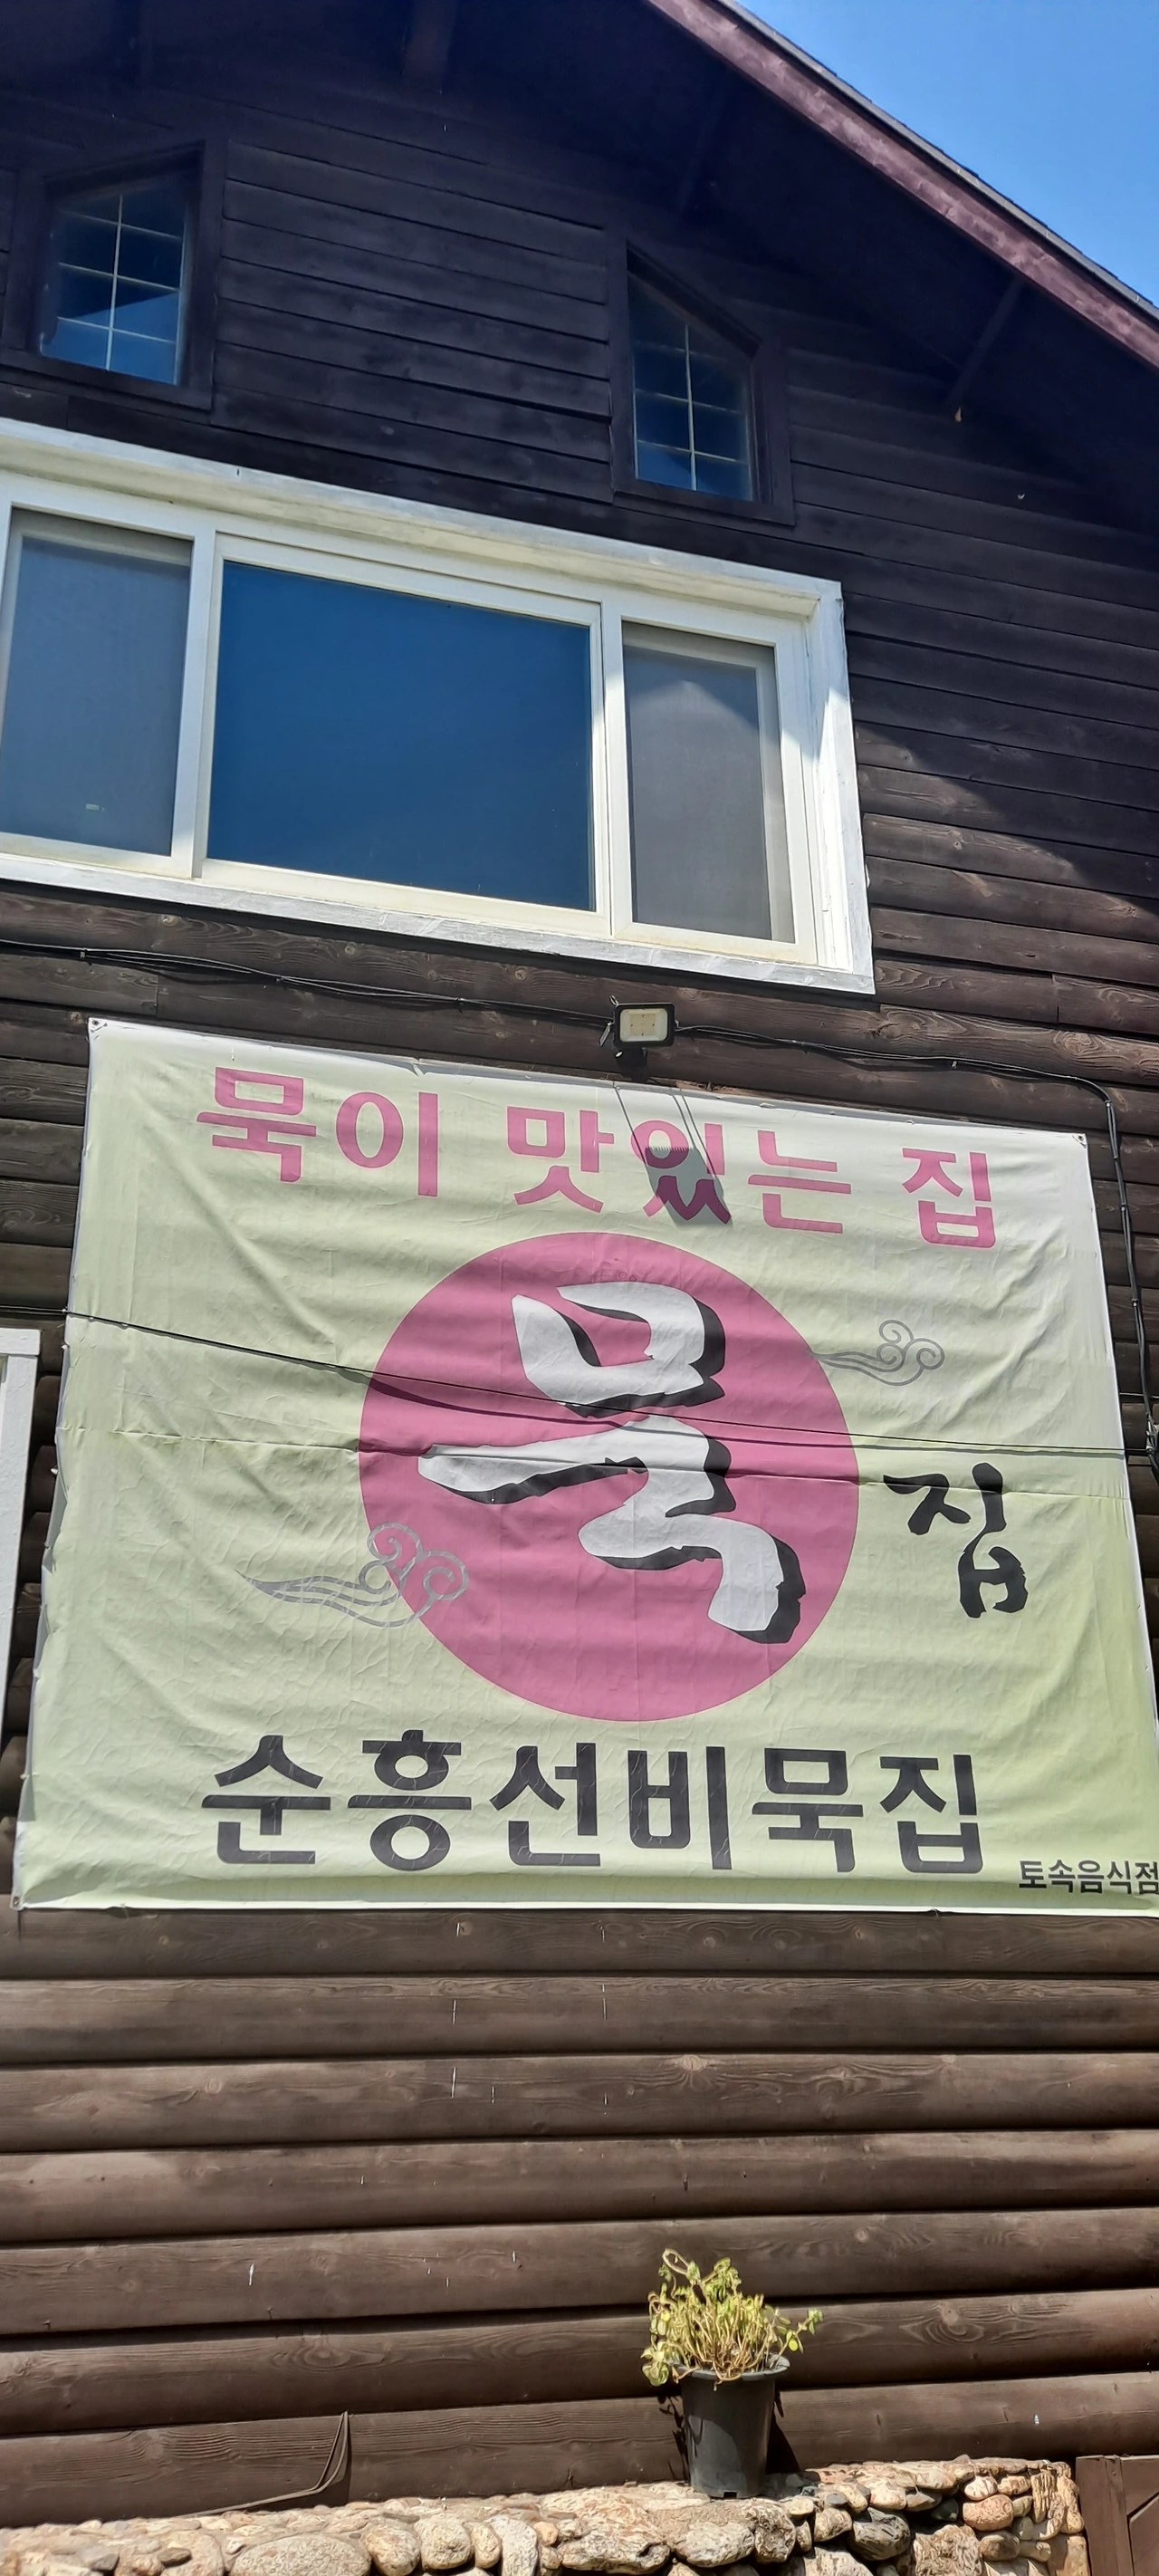 묵이 맛있는 집
묵
집
순흥선비묵집
토속음식점